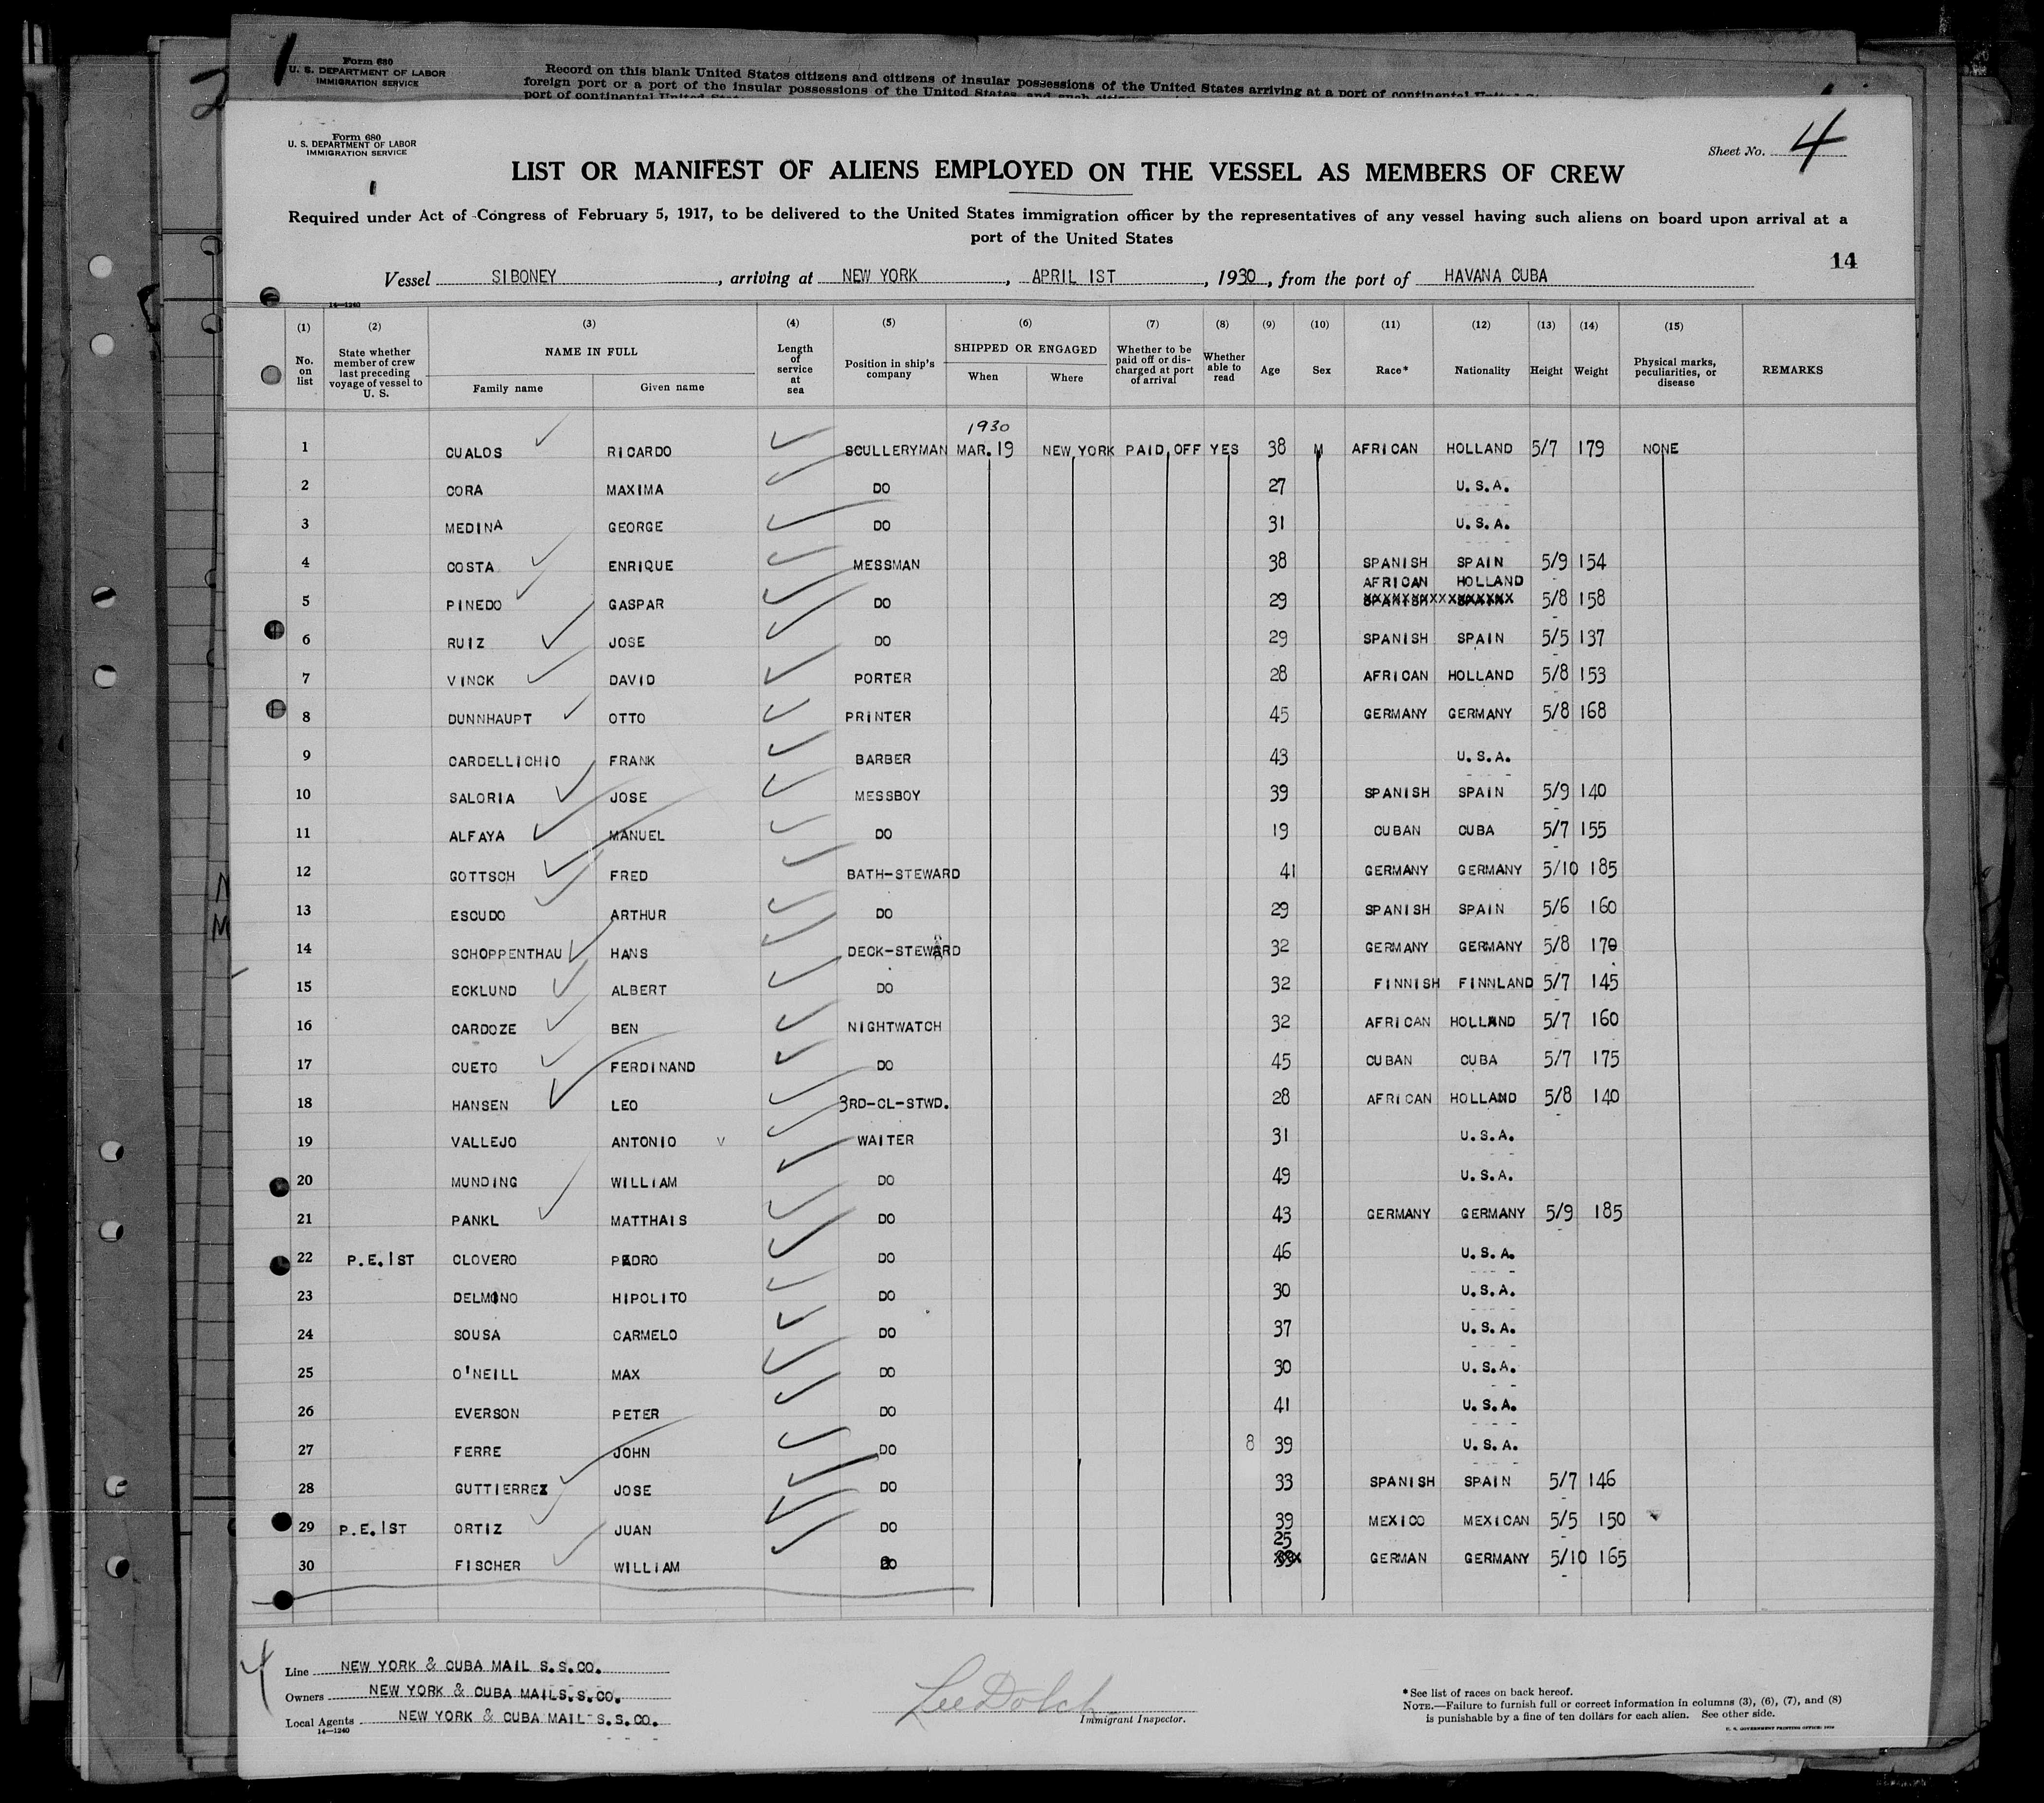 1
Form 680
U. S. DEPARTMENT OF LABOR
IMMIGRATION SERVICE
Record on this blank United States citizens and citizens of insular possessions of the United States arriving at a port of continental
foreign port or a port of the insular possessions of the United States
port of continental
2
Form 680
U. S. DEPARTMENT OF LABOR
IMMIGRATION SERVICE
Sheet No. 4
LIST OR MANIFEST OF ALIENS EMPLOYED ON THE VESSEL AS MEMBERS OF CREW
Required under Act of Congress of February 5, 1917, to be delivered to the United States immigration officer by the representatives of any vessel having such aliens on board upon arrival at a
port of the United States
14
Vessel SIBONEY, arriving at NEW YORK, APRIL 1ST, 1930, from the port of HAVANA CUBA
14—1240
(1) (2) (3) (4) (5) (6) (7) (8) (9) (10) (11) (12) (13) (14) (15)
No. on list
State whether member of crew last preceding voyage of vessel to U. S.
NAME IN FULL
Family name Given name
Length of service at sea
Position in ship's company
SHIPPED OR ENGAGED
When Where
Whether to be paid off or discharged at port of arrival
Whether able to read
Age Sex Race* Nationality Height Weight
Physical marks, peculiarities, or disease
REMARKS
1930
1 CUALOS RICARDO SCULLERYMAN MAR. 19 NEW YORK PAID OFF YES 38 M AFRICAN HOLLAND 5/7 179 NONE
2 CORA MAXIMA DO 27 U.S.A.
3 MEDINA GEORGE DO 31 U.S.A.
4 COSTA ENRIQUE MESSMAN 38 SPANISH SPAIN 5/9 154
AFRICAN HOLLAND
5 PINEDO GASPAR DO 29 5/8 158
6 RUIZ JOSE DO 29 SPANISH SPAIN 5/5 137
7 VINCK DAVID PORTER 28 AFRICAN HOLLAND 5/8 153
8 DUNNHAUPT OTTO PRINTER 45 GERMANY GERMANY 5/8 168
9 CARDELLICHIO FRANK BARBER 43 U.S.A.
10 SALORIA JOSE MESSBOY 39 SPANISH SPAIN 5/9 140
11 ALFAYA MANUEL DO 19 CUBAN CUBA 5/7 155
12 GOTTSCH FRED BATH-STEWARD 41 GERMANY GERMANY 5/10 185
13 ESCUDO ARTHUR DO 29 SPANISH SPAIN 5/6 160
14 SCHOPPENTHAU HANS DECK-STEWARD 32 GERMANY GERMANY 5/8 170
15 ECKLUND ALBERT DO 32 FINNISH FINNLAND 5/7 145
16 CARDOZE BEN NIGHTWATCH 32 AFRICAN HOLLAND 5/7 160
17 CUETO FERDINAND DO 45 CUBAN CUBA 5/7 175
18 HANSEN LEO 3RD-CL-STWD. 28 AFRICAN HOLLAND 5/8 140
19 VALLEJO ANTONIO WAITER 31 U.S.A.
20 MUNDING WILLIAM DO 49 U.S.A.
21 PANKL MATTHAIS DO 43 GERMANY GERMANY 5/9 185
22 P.E.1ST CLOVERO PEDRO DO 46 U.S.A.
23 DELMONO HIPOLITO DO 30 U.S.A.
24 SOUSA CARMELO DO 37 U.S.A.
25 O'NEILL MAX DO 30 U.S.A.
26 EVERSON PETER DO 41 U.S.A.
27 FERRE JOHN DO 8 39 U.S.A.
28 GUTTIERREZ JOSE DO 33 SPANISH SPAIN 5/7 146
29 P.E.1ST ORTIZ JUAN DO 39 MEXICO MEXICAN 5/5 150
25
30 FISCHER WILLIAM DO GERMAN GERMANY 5/10 165
4
Line NEW YORK & CUBA MAIL S.S.CO.
Owners NEW YORK & CUBA MAIL S.S.CO.
Local Agents NEW YORK & CUBA MAIL S.S.CO.
14—1240
Lee Dolch
Immigrant Inspector.
*See list of races on back hereof.
NOTE.—Failure to furnish full or correct information in columns (3), (6), (7), and (8)
is punishable by a fine of ten dollars for each alien. See other side.
U. S. GOVERNMENT PRINTING OFFICE: 1929